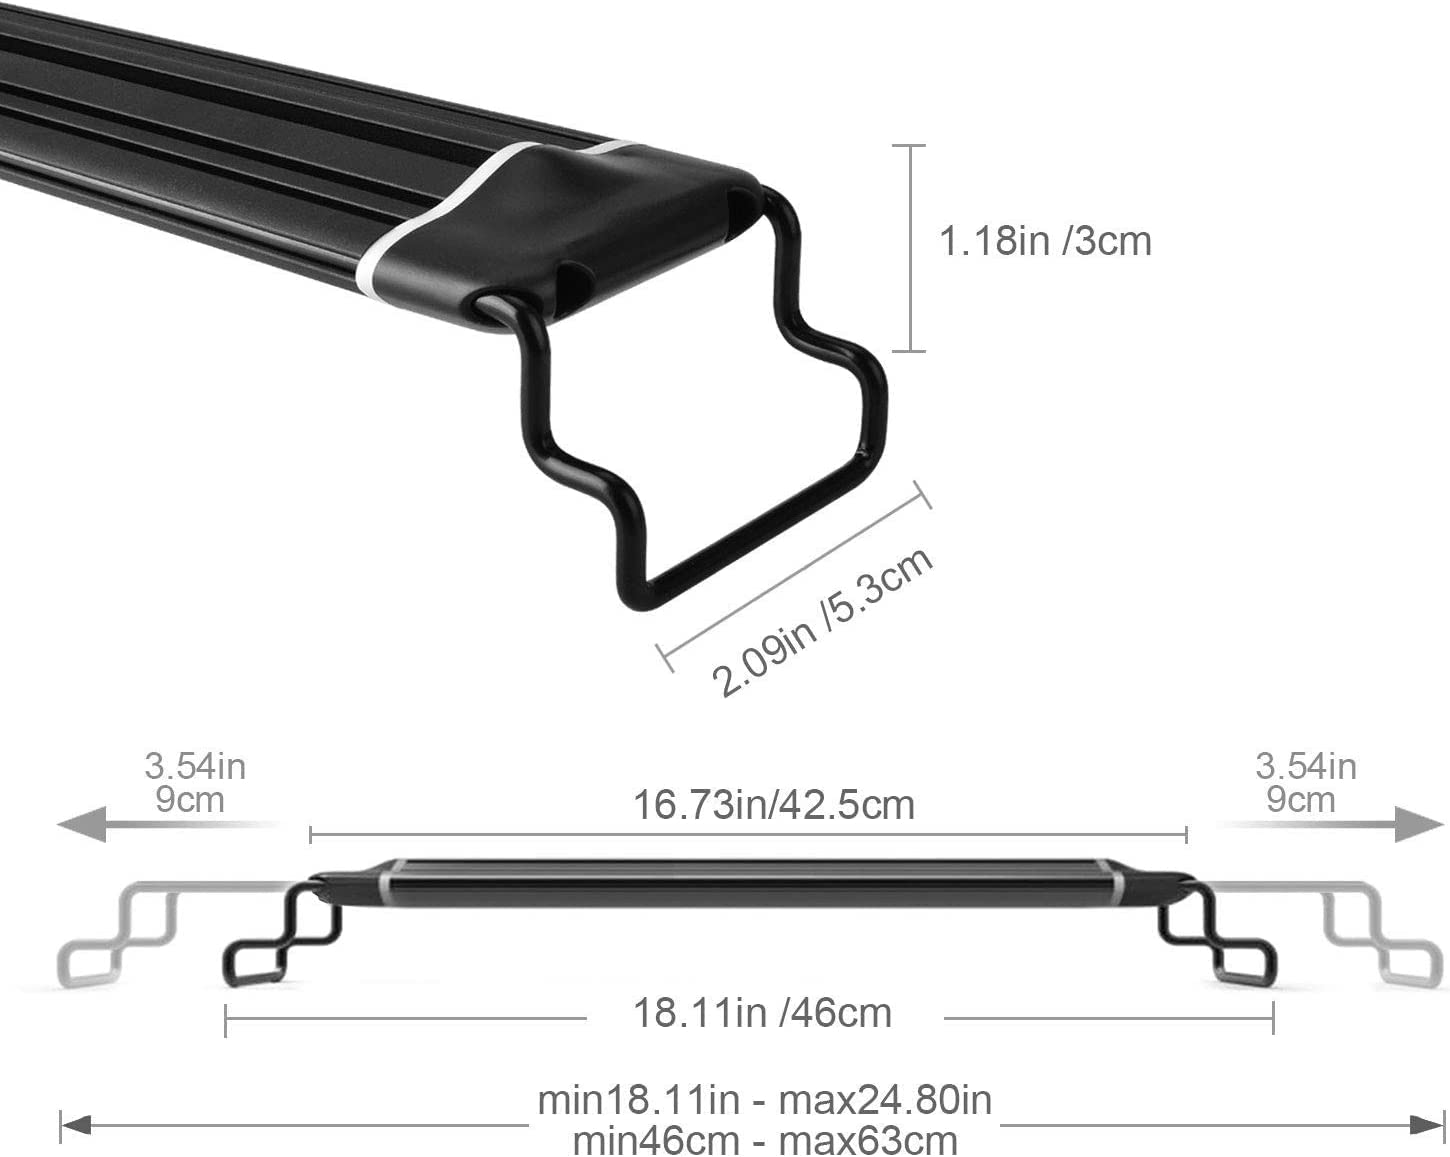 1.18in /3cm
2.09in /5.3cm
3.54in
9cm
16.73in/42.5cm
3.54in
9cm
18.11in /46cm
min18.11in - max24.80in
min46cm - max63cm